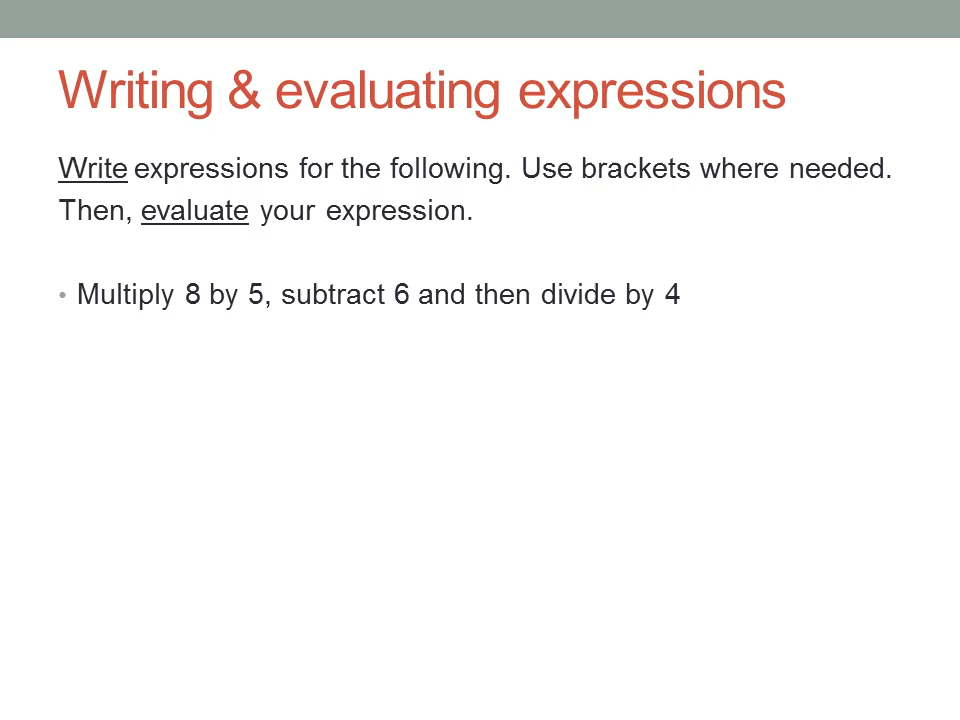 Writing & evaluating expressions
Write expressions for the following. Use brackets where needed.
Then, evaluate your expression.
• Multiply 8 by 5, subtract 6 and then divide by 4